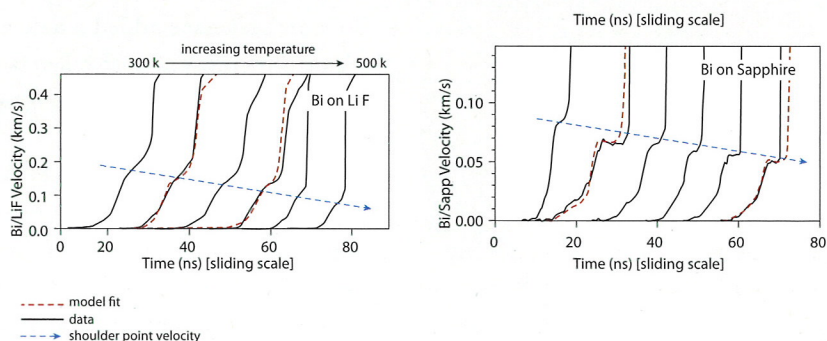 Time (ns) [sliding scale]
increasing temperature
300 k 500 k
Bi/LiF Velocity (km/s)
0.4
0.3
0.2
0.1
0.0
Bi on Li F
0 20 40 60 80
Time (ns) [sliding scale]
Bi/Sapp Velocity (km/s)
0.10
0.05
0.00
Bi on Sapphire
0 20 40 60 80
Time (ns) [sliding scale]
model fit
data
shoulder point velocity